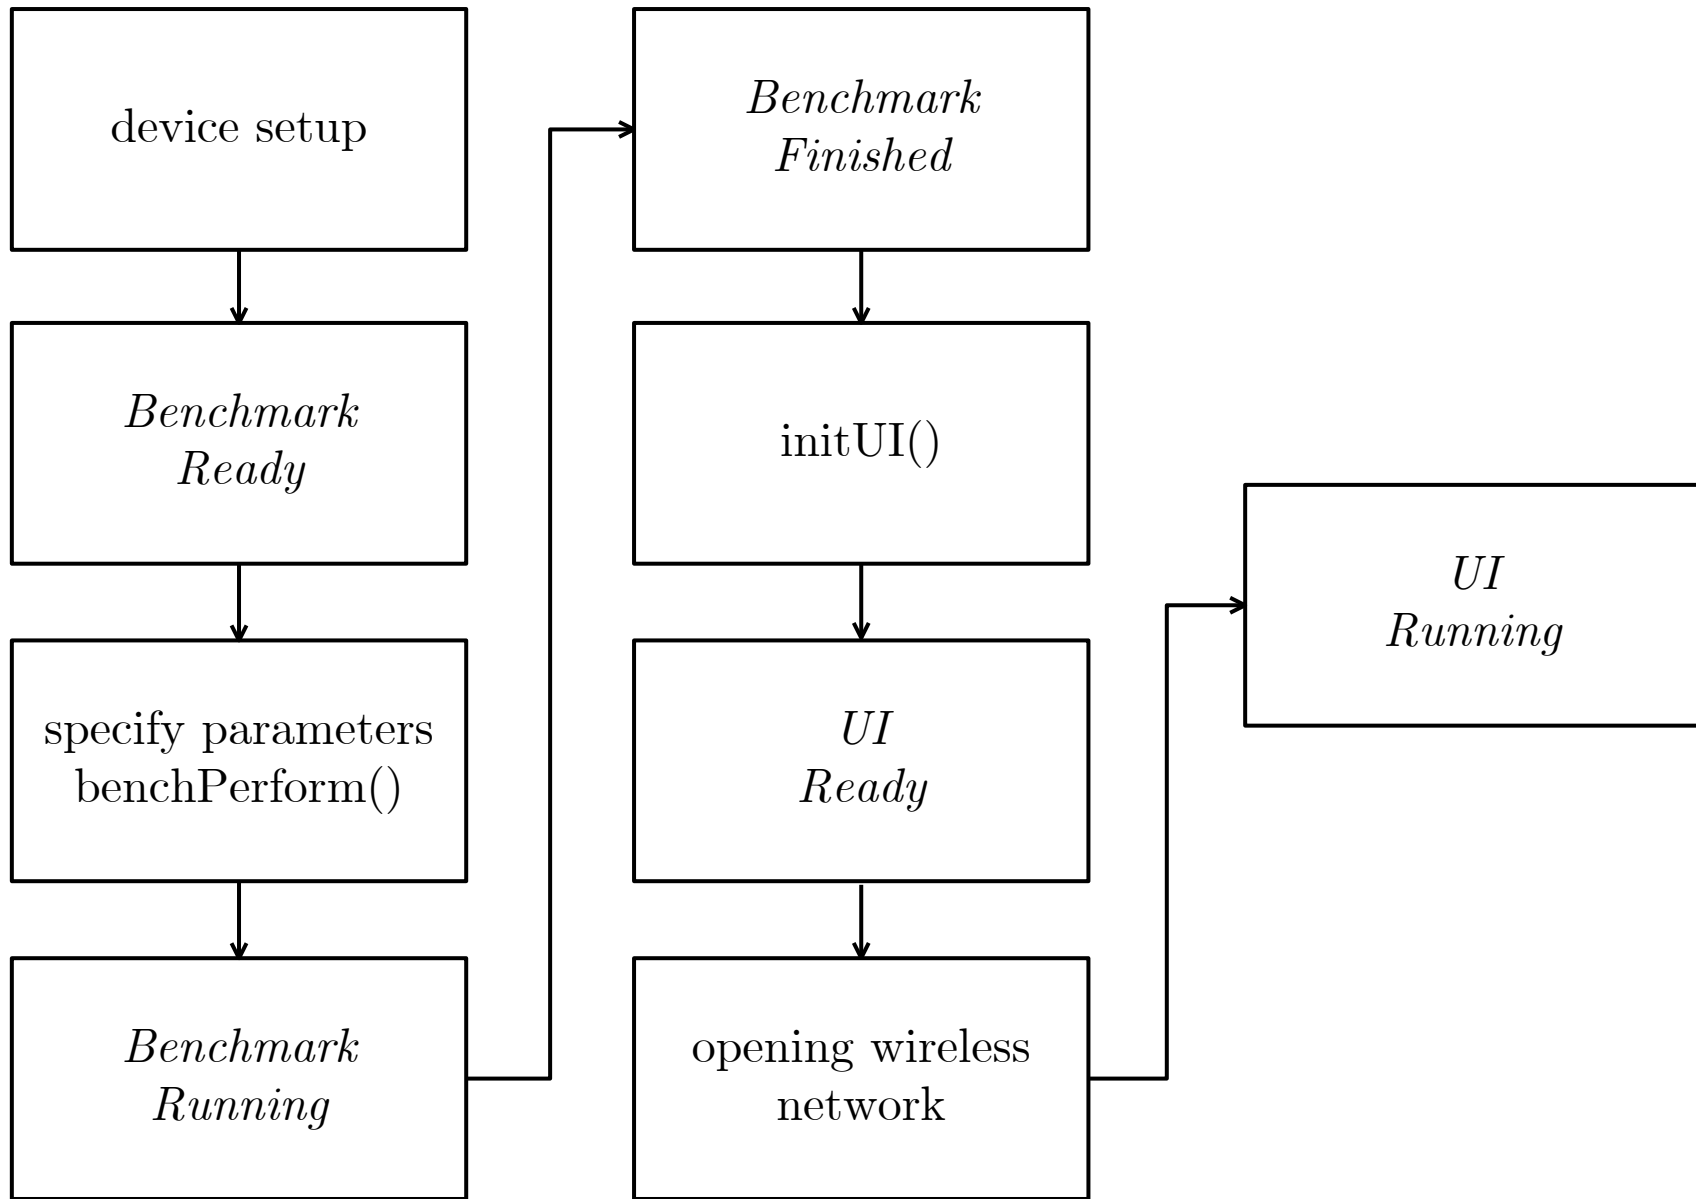 device setup
Benchmark
Ready
specify parameters
benchPerform()
Benchmark
Running
Benchmark
Finished
initUI()
UI
Ready
opening wireless
network
UI
Running